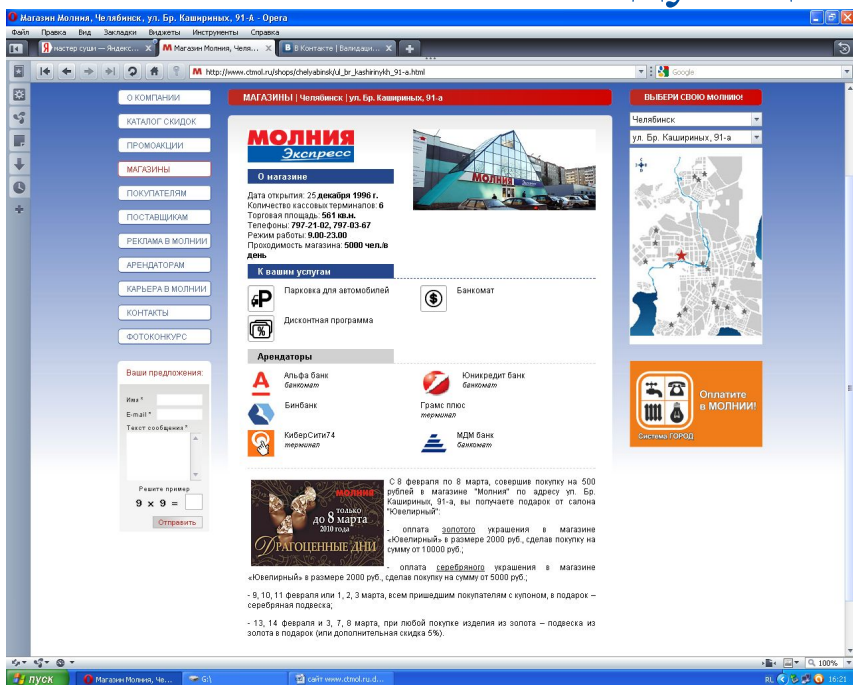 Магазин Молния, Челябинск, ул. Бр. Кашириных, 91-А - Opera
Файл Правка Вид Закладки Виджеты Инструменты Справка
мастер суши — Яндекс... Магазин Молния, Челя... В Контакте | Валидаци...
http://www.ctmol.ru/shops/chelyabinsk/ul_br_kashirinykh_91-a.html Google
О КОМПАНИИ
КАТАЛОГ СКИДОК
ПРОМОАКЦИИ
МАГАЗИНЫ
ПОКУПАТЕЛЯМ
ПОСТАВЩИКАМ
РЕКЛАМА В МОЛНИИ
АРЕНДАТОРАМ
КАРЬЕРА В МОЛНИИ
КОНТАКТЫ
ФОТОКОНКУРС
Ваши предложения:
Имя *
E-mail *
Текст сообщения *
Решите пример
9 x 9 =
Отправить
МАГАЗИНЫ | Челябинск | ул. Бр. Кашириных, 91-а
МОЛНИЯ
Экспресс
МОЛНИЯ
О магазине
Дата открытия: 25 декабря 1996 г.
Количество кассовых терминалов: 6
Торговая площадь: 561 кв.м.
Телефоны: 797-21-02, 797-03-67
Режим работы: 9.00-23.00
Проходимость магазина: 5000 чел./в
день
К вашим услугам
Парковка для автомобилей
Банкомат
Дисконтная программа
Арендаторы
Альфа банк
банкомат
Юникредит банк
банкомат
Бинбанк
Грамс плюс
терминал
КиберСити74
терминал
МДМ банк
банкомат
МОЛНИЯ
только
до 8 марта
2010 года
ДРАГОЦЕННЫЕ ДНИ
С 8 февраля по 8 марта, совершив покупку на 500
рублей в магазине "Молния" по адресу ул. Бр.
Кашириных, 91-а, вы получаете подарок от салона
"Ювелирный":
- оплата золотого украшения в магазине
«Ювелирный» в размере 2000 руб., сделав покупку на
сумму от 10000 руб.;
- оплата серебряного украшения в магазине
«Ювелирный» в размере 2000 руб., сделав покупку на сумму от 5000 руб.;
- 9, 10, 11 февраля или 1, 2, 3 марта, всем пришедшим покупателям с купоном, в подарок –
серебряная подвеска;
- 13, 14 февраля и 3, 7, 8 марта, при любой покупке изделия из золота – подвеска из
золота в подарок (или дополнительная скидка 5%).
ВЫБЕРИ СВОЮ МОЛНИЮ!
Челябинск
ул. Бр. Кашириных, 91-а
Оплатите
в МОЛНИИ!
Система ГОРОД
100%
пуск Магазин Молния, Че... G:\ сайт www.ctmol.ru.d... RU 16:21